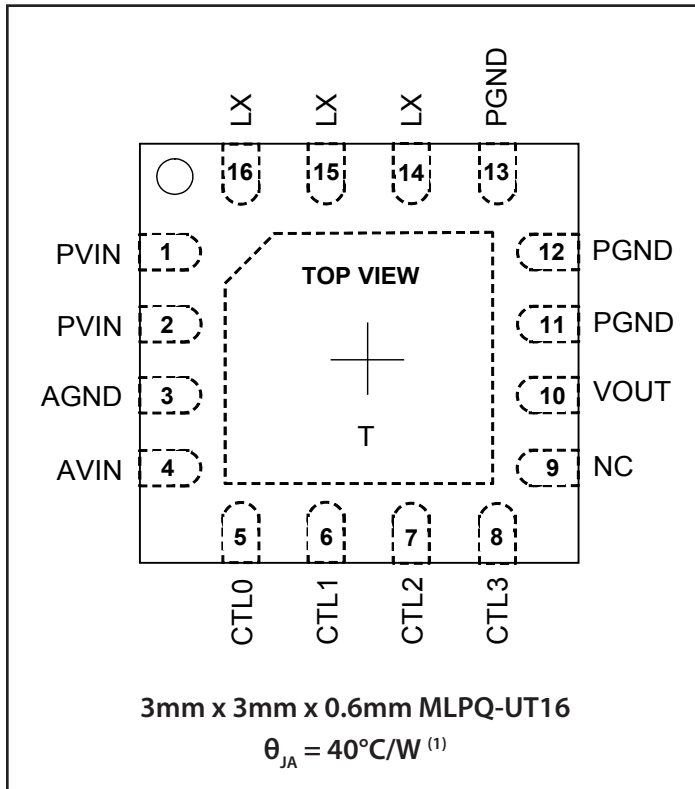 LX
LX
LX
PGND
16
15
14
13
PVIN 1
12 PGND
TOP VIEW
PVIN 2
11 PGND
AGND 3
10 VOUT
T
AVIN 4
9 NC
5
6
7
8
CTL0
CTL1
CTL2
CTL3
3mm x 3mm x 0.6mm MLPQ-UT16
θJA = 40°C/W (1)